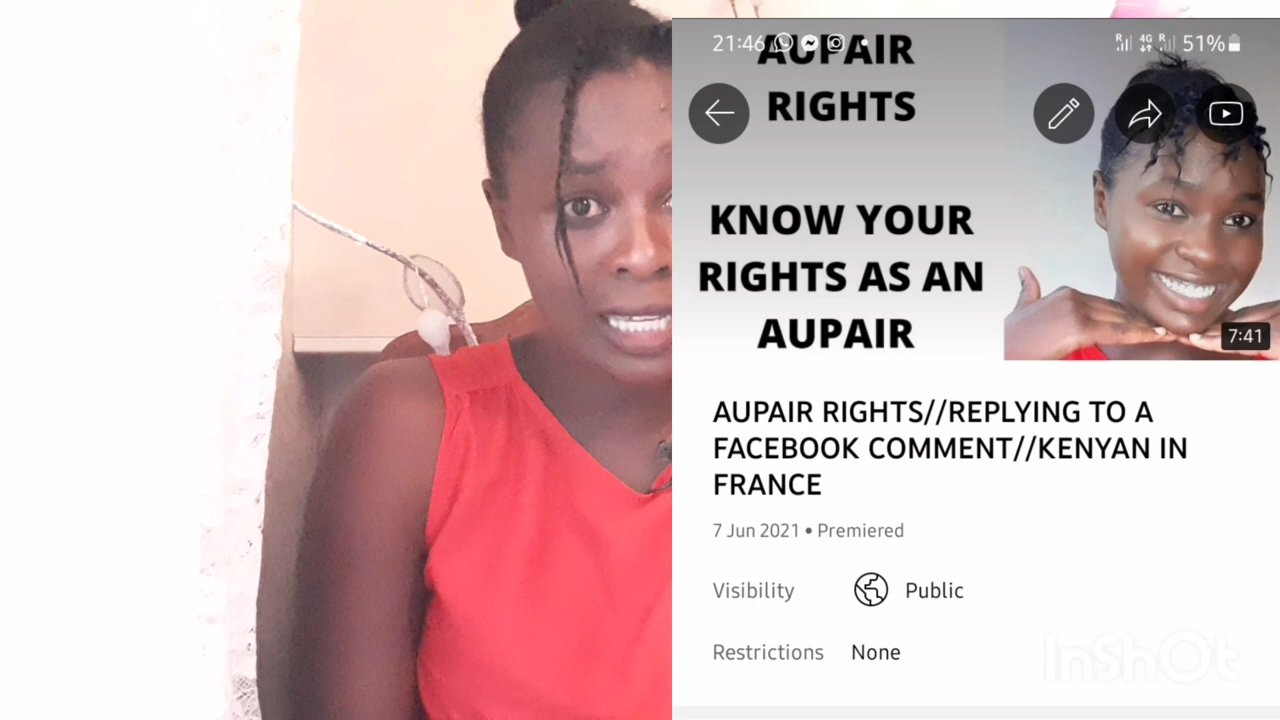 21:46
R 4G R 51%
AUPAIR
RIGHTS
KNOW YOUR
RIGHTS AS AN
AUPAIR
7:41
AUPAIR RIGHTS//REPLYING TO A
FACEBOOK COMMENT//KENYAN IN
FRANCE
7 Jun 2021 • Premiered
Visibility Public
Restrictions None
InShOt